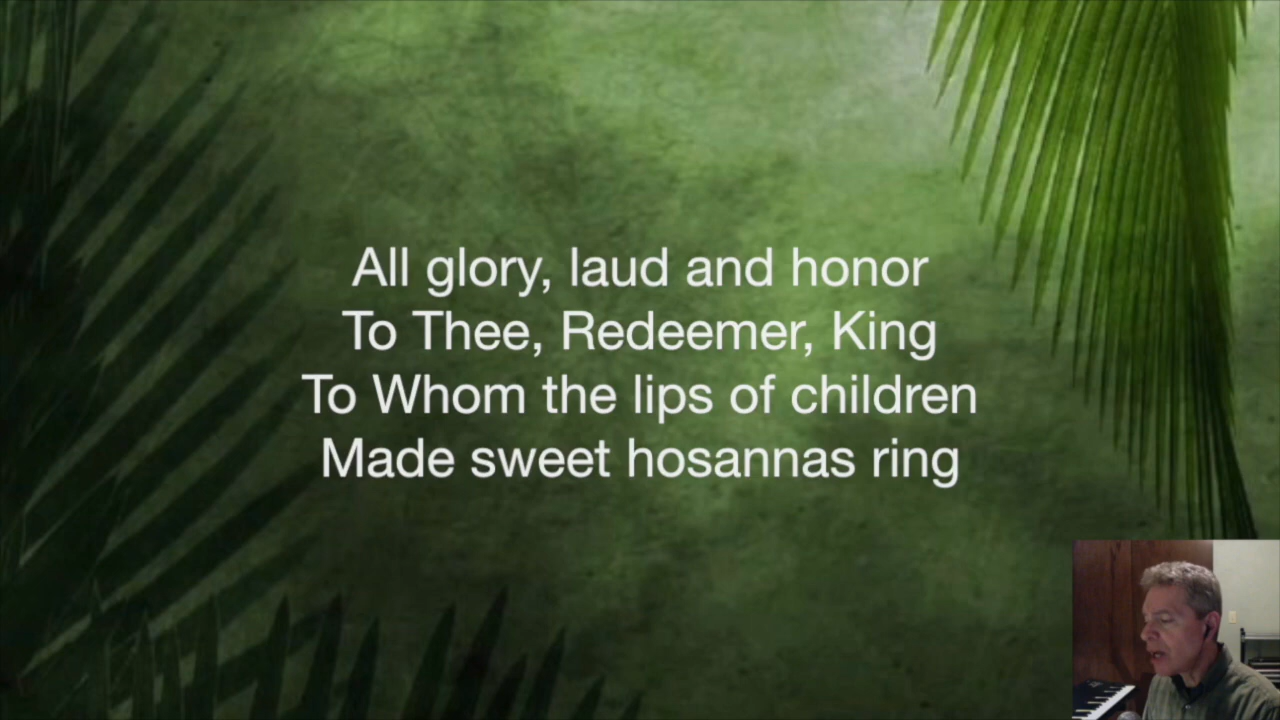 All glory, laud and honor
To Thee, Redeemer, King
To Whom the lips of children
Made sweet hosannas ring